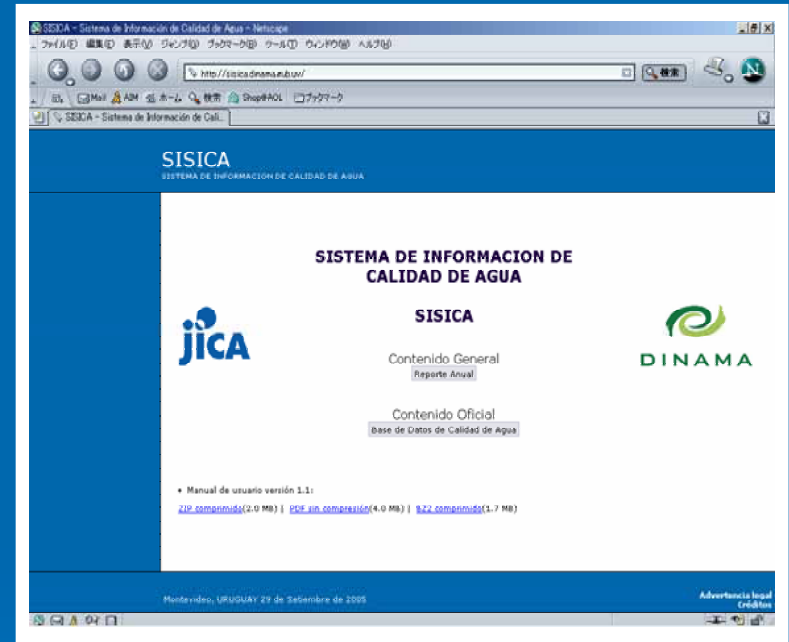 SISICA - Sistema de Información de Calidad de Agua - Netscape
ファイル(F) 編集(E) 表示(V) ジャンプ(G) ブックマーク(B) ツール(T) ウィンドウ(W) ヘルプ(H)
検索
Mail AIM ホーム 検索 Shop@AOL ブックマーク
SISICA - Sistema de Información de Cali...
SISICA
SISTEMA DE INFORMACION DE CALIDAD DE AGUA
SISTEMA DE INFORMACION DE
CALIDAD DE AGUA
SISICA
jICA
DINAMA
Contenido General
Reporte Anual
Contenido Oficial
Base de Datos de Calidad de Agua
• Manual de usuario versión 1.1:
ZIP comprimido(2.0 MB) | PDF sin compresión(4.0 MB) | BZ2 comprimido(1.7 MB)
Montevideo, URUGUAY 29 de Setiembre de 2005
Advertencia legal
Créditos